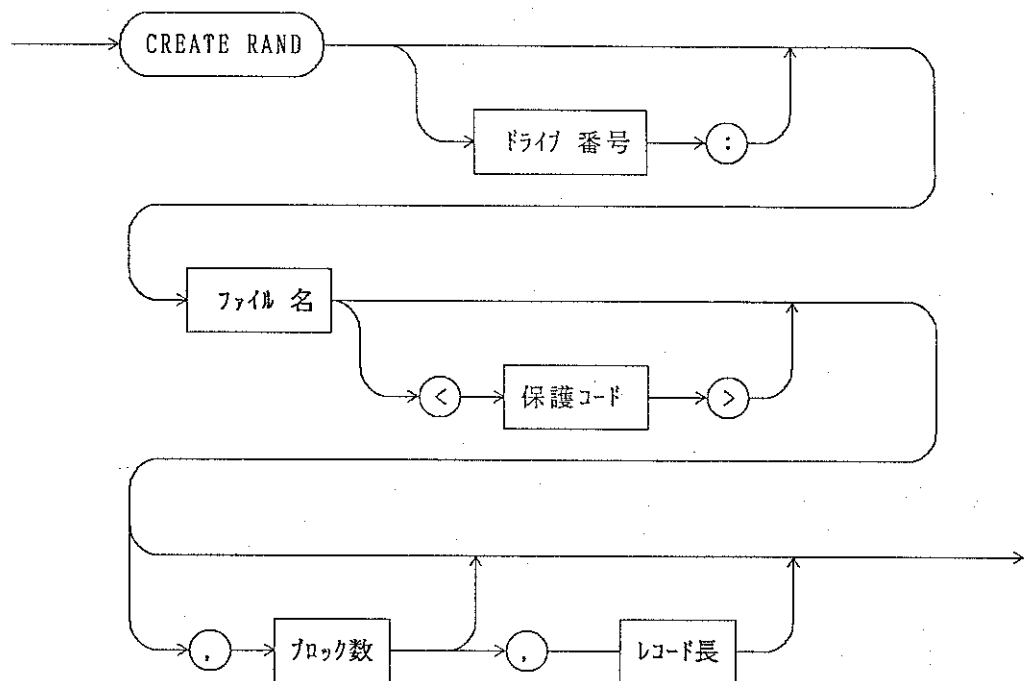 CREATE RAND
ドライブ 番号 :
ファイル 名
< 保護コード >
, ブロック数 , レコード長